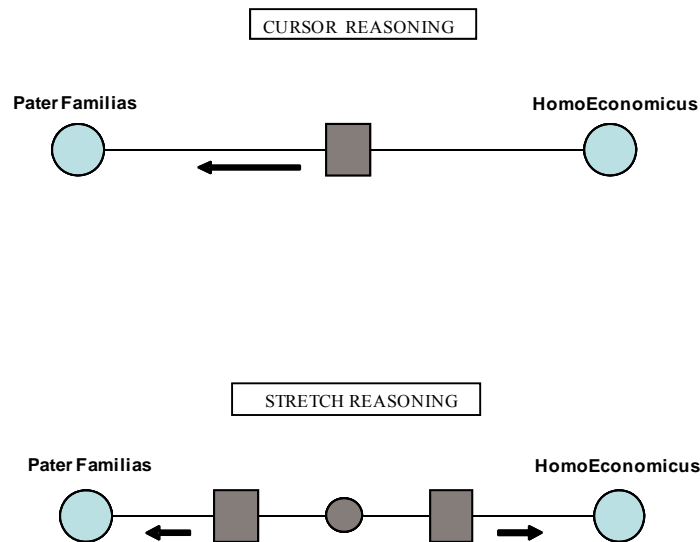 CURSOR REASONING
Pater Familias
HomoEconomicus
STRETCH REASONING
Pater Familias
HomoEconomicus